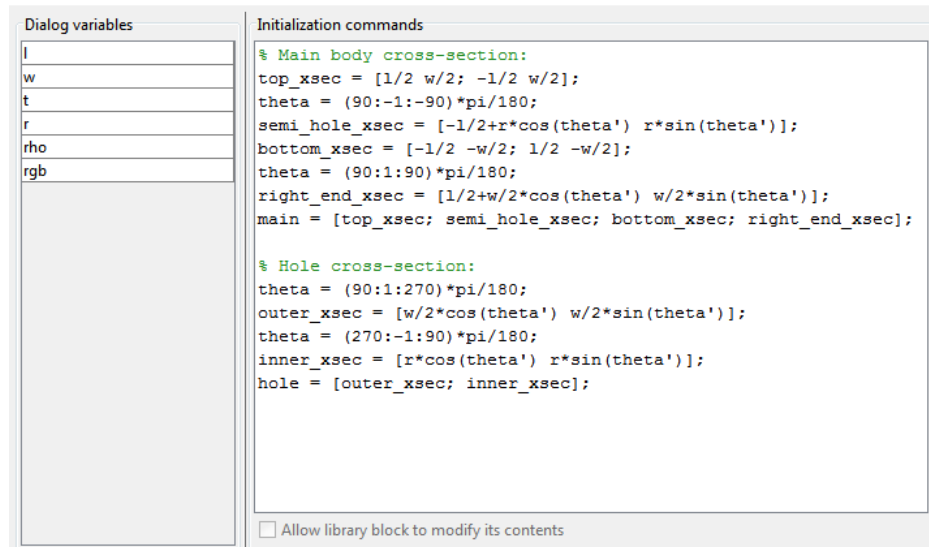 Dialog variables
l
w
t
r
rho
rgb
Initialization commands
% Main body cross-section:
top_xsec = [l/2 w/2; -l/2 w/2];
theta = (90:-1:-90)*pi/180;
semi_hole_xsec = [-l/2+r*cos(theta') r*sin(theta')];
bottom_xsec = [-l/2 -w/2; l/2 -w/2];
theta = (90:1:90)*pi/180;
right_end_xsec = [l/2+w/2*cos(theta') w/2*sin(theta')];
main = [top_xsec; semi_hole_xsec; bottom_xsec; right_end_xsec];
% Hole cross-section:
theta = (90:1:270)*pi/180;
outer_xsec = [w/2*cos(theta') w/2*sin(theta')];
theta = (270:-1:90)*pi/180;
inner_xsec = [r*cos(theta') r*sin(theta')];
hole = [outer_xsec; inner_xsec];
Allow library block to modify its contents